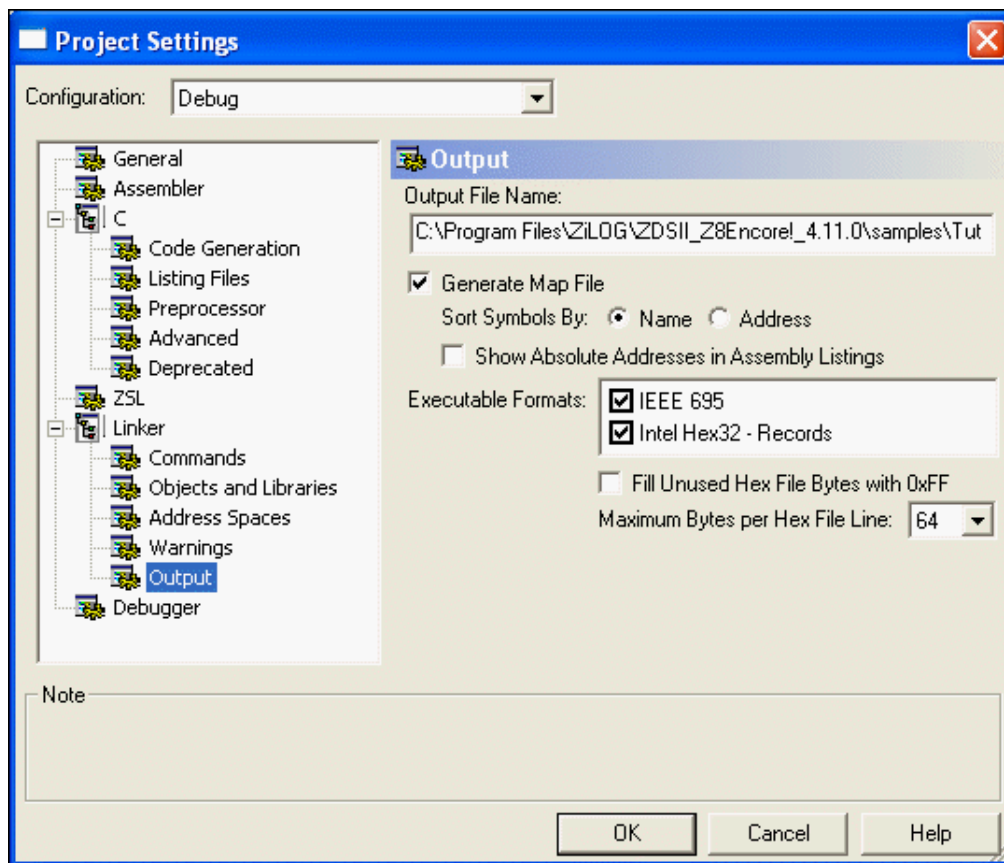 Project Settings
Configuration: Debug
General
Assembler
C
Code Generation
Listing Files
Preprocessor
Advanced
Deprecated
ZSL
Linker
Commands
Objects and Libraries
Address Spaces
Warnings
Output
Debugger
Output
Output File Name:
C:\Program Files\ZiLOG\ZDSII_Z8Encore!_4.11.0\samples\Tut
Generate Map File
Sort Symbols By: Name Address
Show Absolute Addresses in Assembly Listings
Executable Formats: IEEE 695
Intel Hex32 - Records
Fill Unused Hex File Bytes with 0xFF
Maximum Bytes per Hex File Line: 64
Note
OK Cancel Help